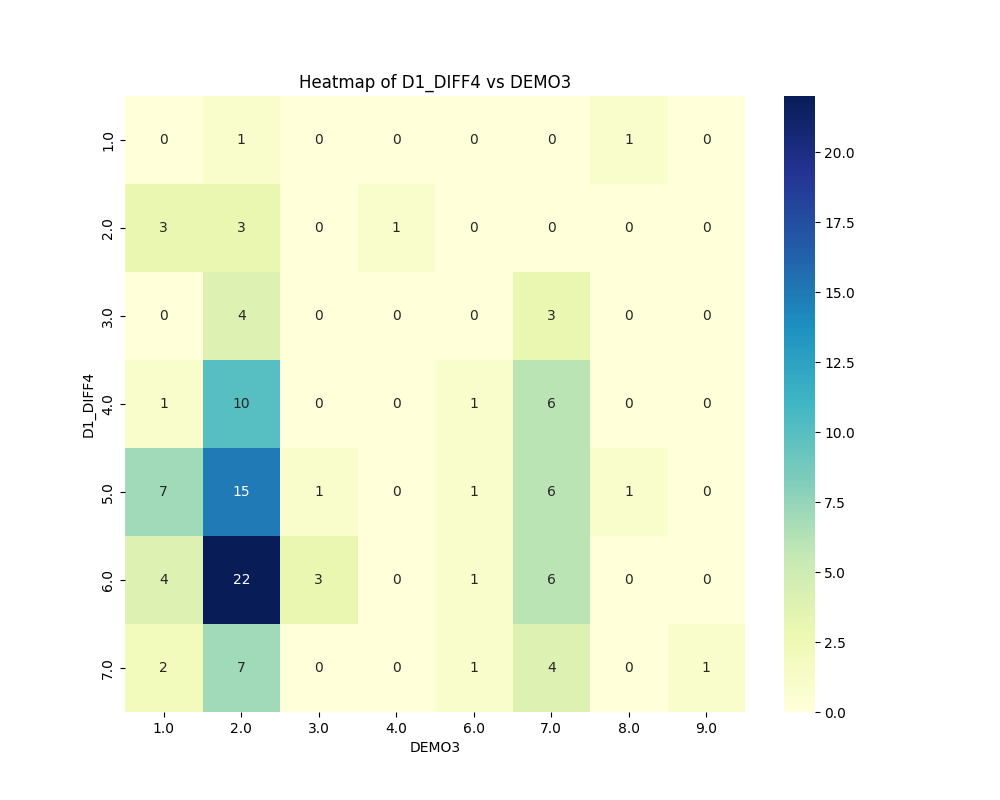 Heatmap of D1_DIFF4 vs DEMO3
D1_DIFF4
1.0 0 1 0 0 0 0 1 0
2.0 3 3 0 1 0 0 0 0
3.0 0 4 0 0 0 3 0 0
4.0 1 10 0 0 1 6 0 0
5.0 7 15 1 0 1 6 1 0
6.0 4 22 3 0 1 6 0 0
7.0 2 7 0 0 1 4 0 1
1.0 2.0 3.0 4.0 6.0 7.0 8.0 9.0
DEMO3
20.0
17.5
15.0
12.5
10.0
7.5
5.0
2.5
0.0